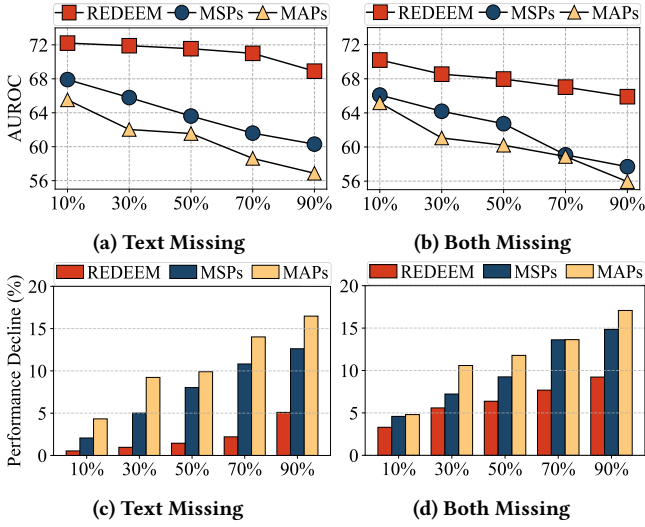 REDEEM MSPs MAPs
REDEEM MSPs MAPs
AUROC
72
68
64
60
56
10% 30% 50% 70% 90%
(a) Text Missing
72
68
64
60
56
10% 30% 50% 70% 90%
(b) Both Missing
REDEEM MSPs MAPs
Performance Decline (%)
20
15
10
5
0
10% 30% 50% 70% 90%
(c) Text Missing
REDEEM MSPs MAPs
20
15
10
5
0
10% 30% 50% 70% 90%
(d) Both Missing